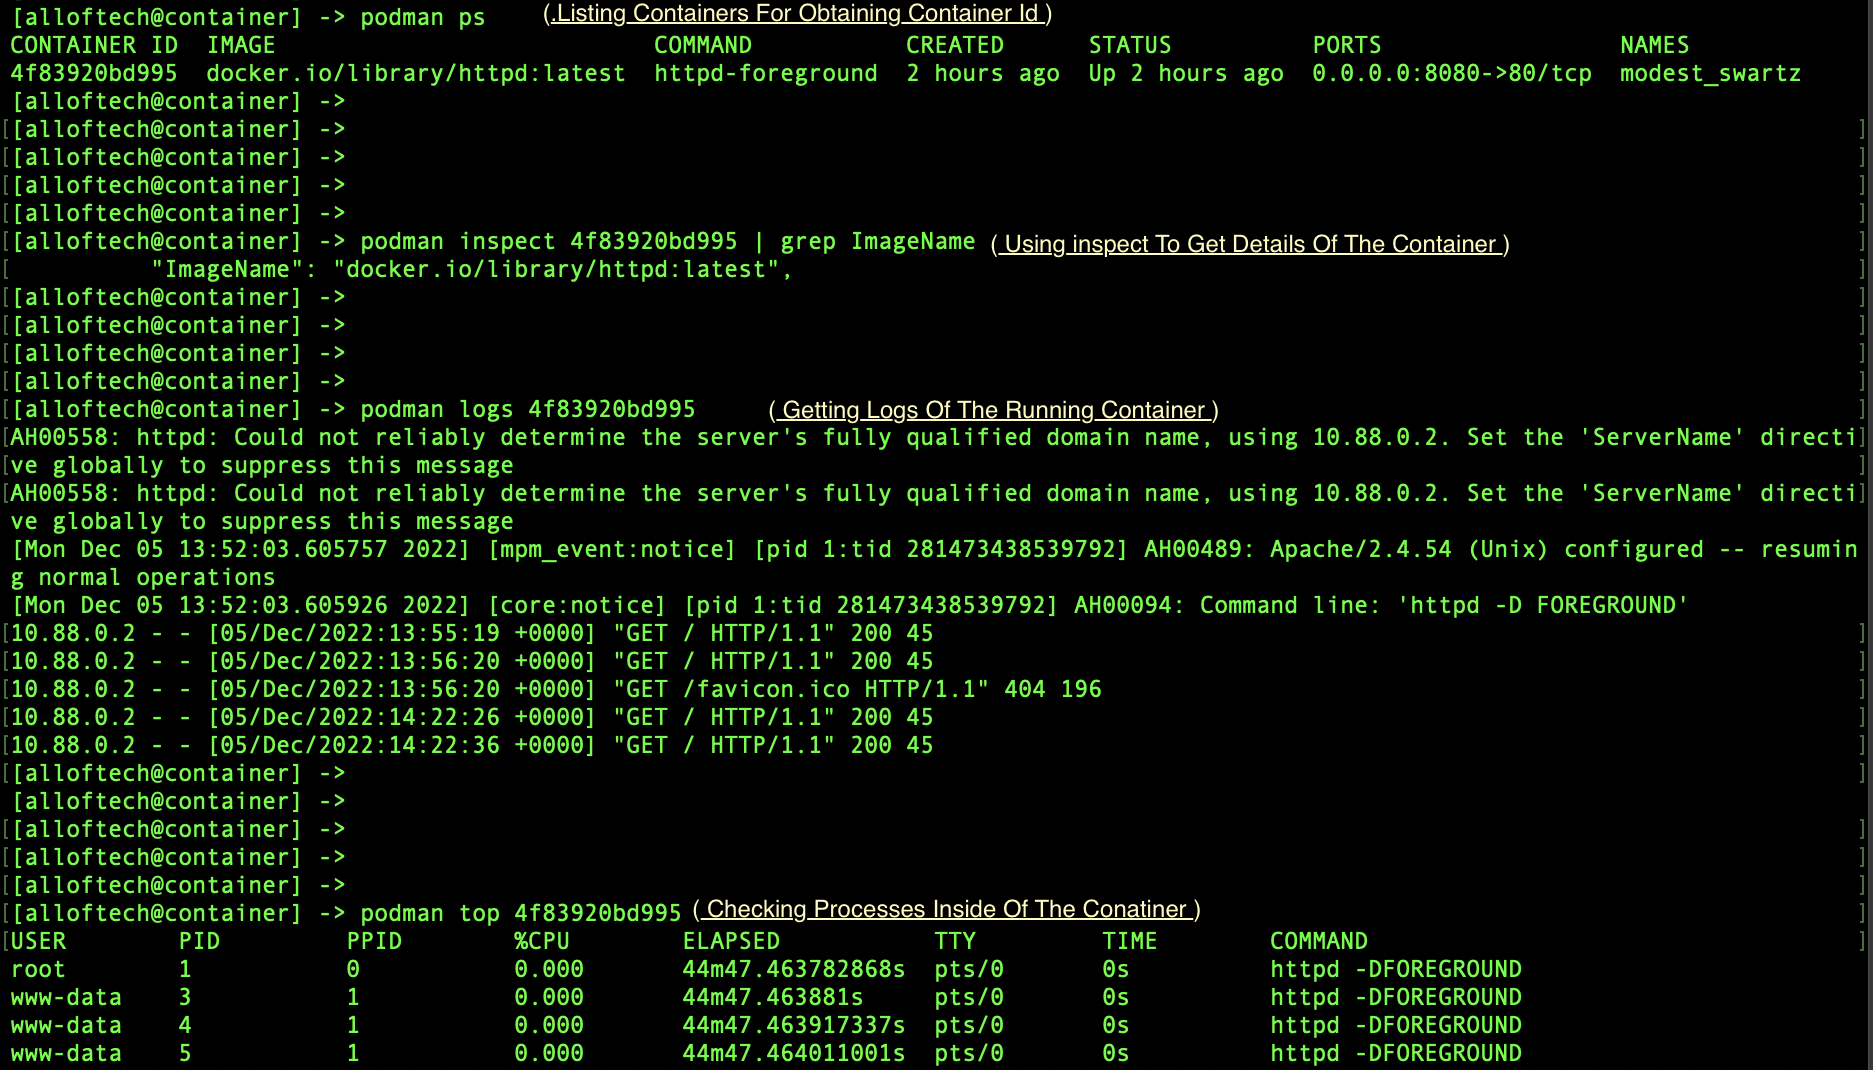 [alloftech@container] -> podman ps (.Listing Containers For Obtaining Container Id )
CONTAINER ID  IMAGE                           COMMAND           CREATED      STATUS          PORTS                 NAMES
4f83920bd995  docker.io/library/httpd:latest  httpd-foreground  2 hours ago  Up 2 hours ago  0.0.0.0:8080->80/tcp  modest_swartz
[alloftech@container] ->
[[alloftech@container] -> ]
[[alloftech@container] -> ]
[[alloftech@container] -> ]
[[alloftech@container] -> ]
[[alloftech@container] -> podman inspect 4f83920bd995 | grep ImageName ( Using inspect To Get Details Of The Container ) ]
[          "ImageName": "docker.io/library/httpd:latest", ]
[[alloftech@container] -> ]
[[alloftech@container] -> ]
[[alloftech@container] -> ]
[[alloftech@container] -> ]
[[alloftech@container] -> podman logs 4f83920bd995 ( Getting Logs Of The Running Container ) ]
[AH00558: httpd: Could not reliably determine the server's fully qualified domain name, using 10.88.0.2. Set the 'ServerName' directi]
[ve globally to suppress this message ]
[AH00558: httpd: Could not reliably determine the server's fully qualified domain name, using 10.88.0.2. Set the 'ServerName' directi]
ve globally to suppress this message
[Mon Dec 05 13:52:03.605757 2022] [mpm_event:notice] [pid 1:tid 281473438539792] AH00489: Apache/2.4.54 (Unix) configured -- resumin
g normal operations
[Mon Dec 05 13:52:03.605926 2022] [core:notice] [pid 1:tid 281473438539792] AH00094: Command line: 'httpd -D FOREGROUND'
[10.88.0.2 - - [05/Dec/2022:13:55:19 +0000] "GET / HTTP/1.1" 200 45 ]
[10.88.0.2 - - [05/Dec/2022:13:56:20 +0000] "GET / HTTP/1.1" 200 45 ]
[10.88.0.2 - - [05/Dec/2022:13:56:20 +0000] "GET /favicon.ico HTTP/1.1" 404 196 ]
[10.88.0.2 - - [05/Dec/2022:14:22:26 +0000] "GET / HTTP/1.1" 200 45 ]
[10.88.0.2 - - [05/Dec/2022:14:22:36 +0000] "GET / HTTP/1.1" 200 45 ]
[[alloftech@container] -> ]
[alloftech@container] ->
[[alloftech@container] -> ]
[[alloftech@container] -> ]
[[alloftech@container] -> ]
[[alloftech@container] -> podman top 4f83920bd995 ( Checking Processes Inside Of The Conatiner ) ]
[USER        PID         PPID        %CPU        ELAPSED           TTY         TIME        COMMAND ]
root        1           0           0.000       44m47.463782868s  pts/0       0s          httpd -DFOREGROUND
www-data    3           1           0.000       44m47.463881s     pts/0       0s          httpd -DFOREGROUND
www-data    4           1           0.000       44m47.463917337s  pts/0       0s          httpd -DFOREGROUND
www-data    5           1           0.000       44m47.464011001s  pts/0       0s          httpd -DFOREGROUND